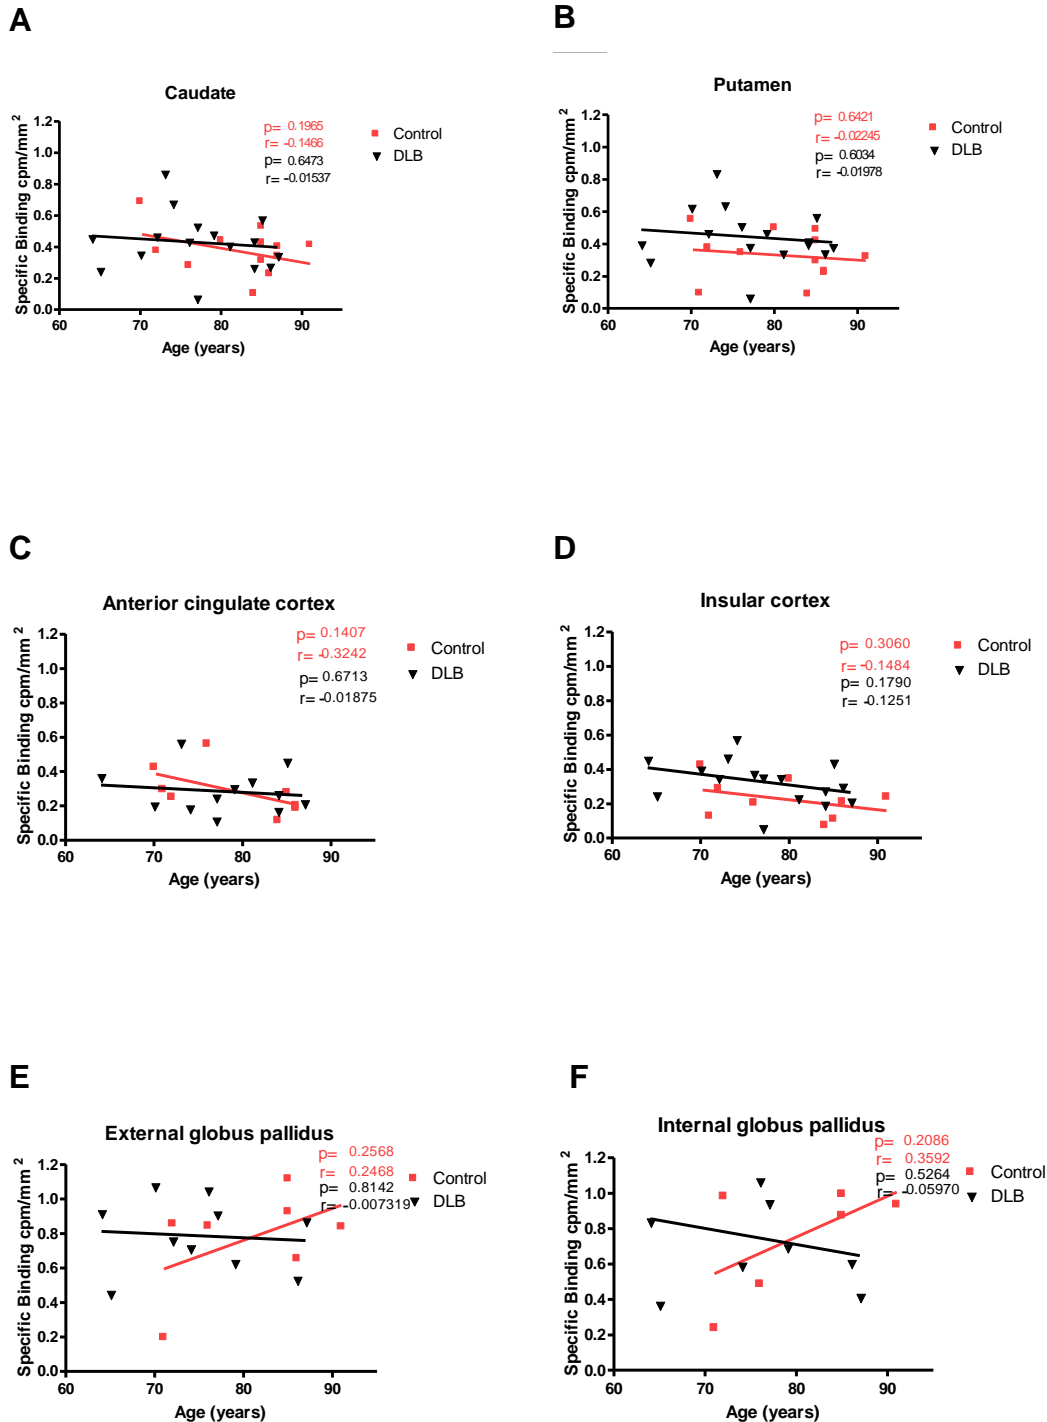 A
Caudate
Specific Binding cpm/mm 2
1.2
1.0
0.8
0.6
0.4
0.2
0.0
60 70 80 90
Age (years)
p= 0.1965
r= -0.1466
p= 0.6473
r= -0.01537
Control
DLB
B
Putamen
Specific Binding cpm/mm 2
1.2
1.0
0.8
0.6
0.4
0.2
0.0
60 70 80 90
Age (years)
p= 0.6421
r= -0.02245
p= 0.6034
r= -0.01978
Control
DLB
C
Anterior cingulate cortex
Specific Binding cpm/mm 2
1.2
1.0
0.8
0.6
0.4
0.2
0.0
60 70 80 90
Age (years)
p= 0.1407
r= -0.3242
p= 0.6713
r= -0.01875
Control
DLB
D
Insular cortex
Specific Binding cpm/mm 2
1.2
1.0
0.8
0.6
0.4
0.2
0.0
60 70 80 90
Age (years)
p= 0.3060
r= -0.1484
p= 0.1790
r= -0.1251
Control
DLB
E
External globus pallidus
Specific Binding cpm/mm 2
1.2
1.0
0.8
0.6
0.4
0.2
0.0
60 70 80 90
Age (years)
p= 0.2568
r= 0.2468
p= 0.8142
r= -0.007319
Control
DLB
F
Internal globus pallidus
Specific Binding cpm/mm 2
1.2
1.0
0.8
0.6
0.4
0.2
0.0
60 70 80 90
Age (years)
p= 0.2086
r= 0.3592
p= 0.5264
r= -0.05970
Control
DLB